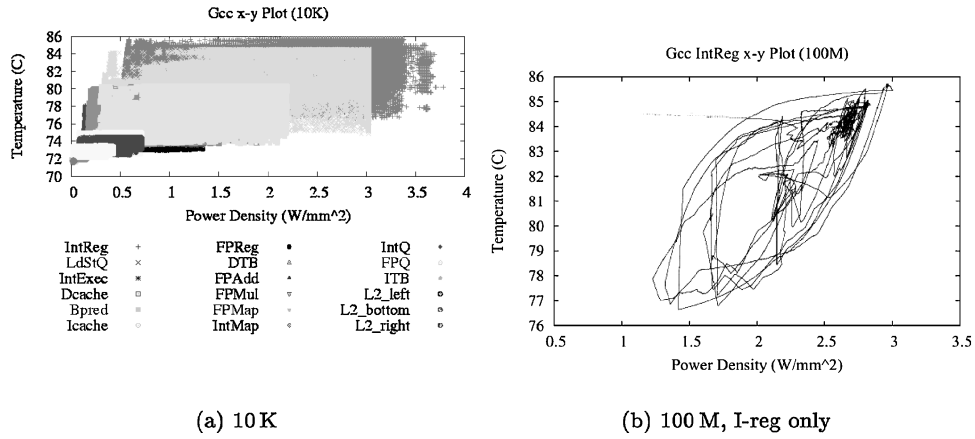 Gcc x-y Plot (10K)
Temperature (C)
86
84
82
80
78
76
74
72
70
0 0.5 1 1.5 2 2.5 3 3.5 4
Power Density (W/mm^2)
IntReg FPReg IntQ
LdStQ DTB FPQ
IntExec FPAdd ITB
Dcache FPMul L2_left
Bpred FPMap L2_bottom
Icache IntMap L2_right
(a) 10 K
Gcc IntReg x-y Plot (100M)
Temperature (C)
86
85
84
83
82
81
80
79
78
77
76
0.5 1 1.5 2 2.5 3 3.5
Power Density (W/mm^2)
(b) 100 M, I-reg only